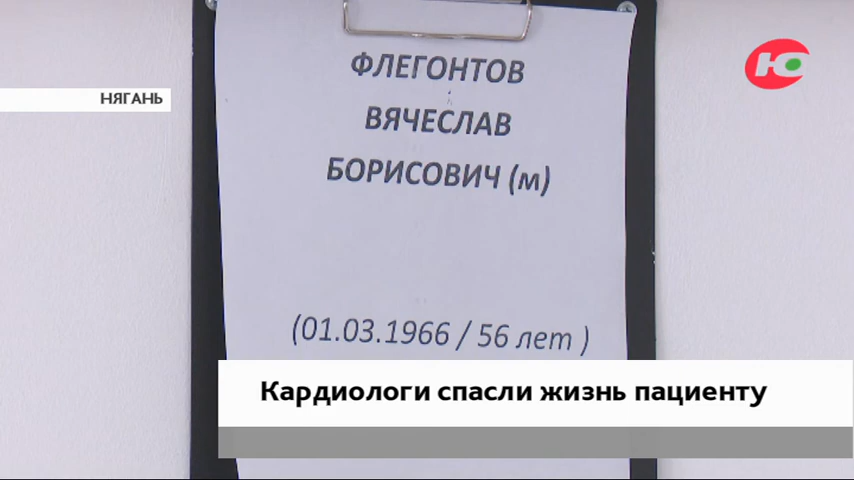 ФЛЕГОНТОВ
Ю
НЯГАНЬ
ВЯЧЕСЛАВ
БОРИСОВИЧ (м)
(01.03.1966 / 56 лет )
Кардиологи спасли жизнь пациенту